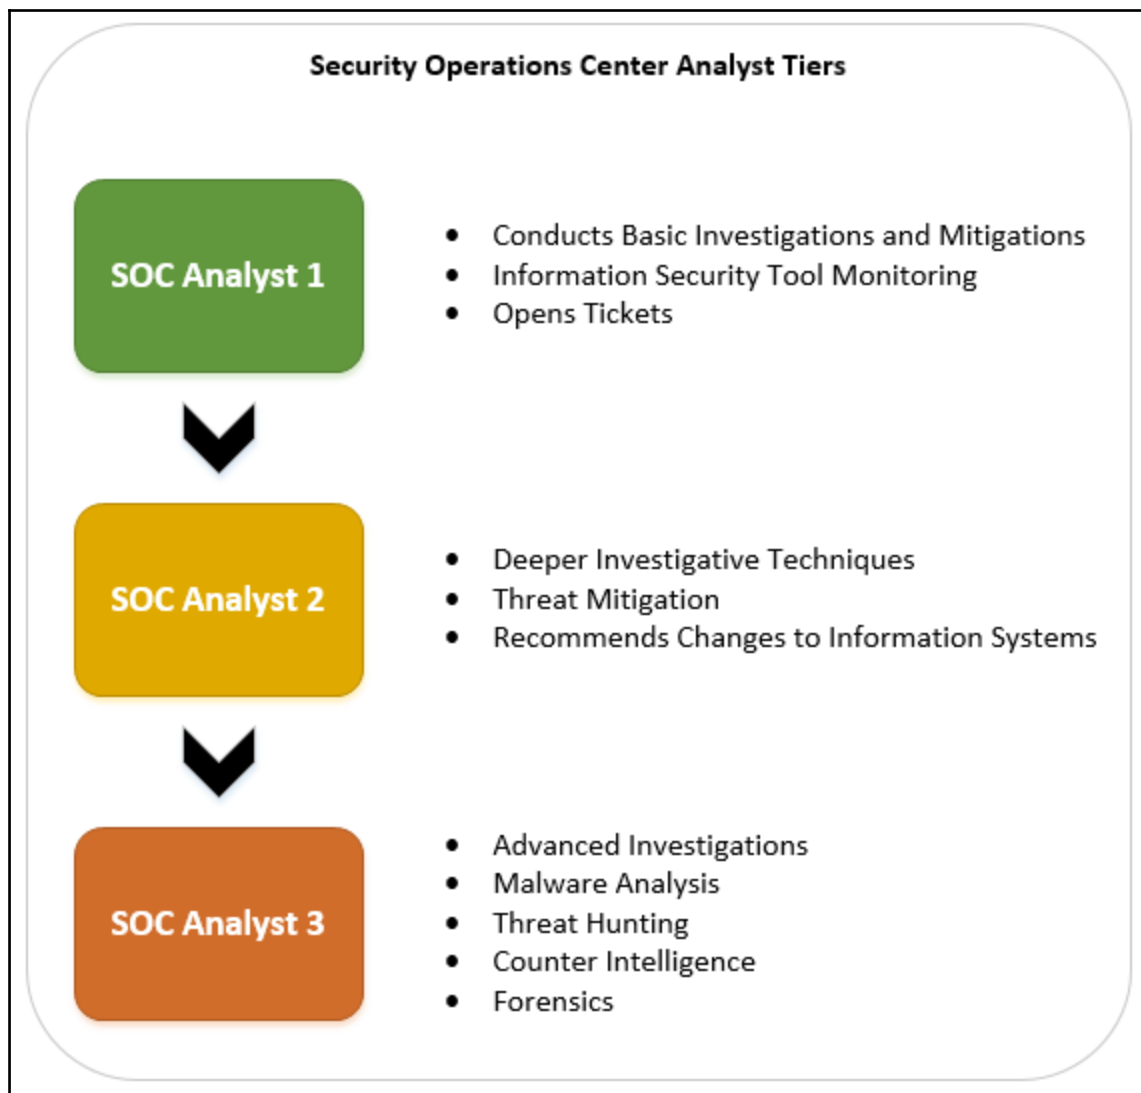 Security Operations Center Analyst Tiers
SOC Analyst 1
• Conducts Basic Investigations and Mitigations
• Information Security Tool Monitoring
• Opens Tickets
SOC Analyst 2
• Deeper Investigative Techniques
• Threat Mitigation
• Recommends Changes to Information Systems
SOC Analyst 3
• Advanced Investigations
• Malware Analysis
• Threat Hunting
• Counter Intelligence
• Forensics